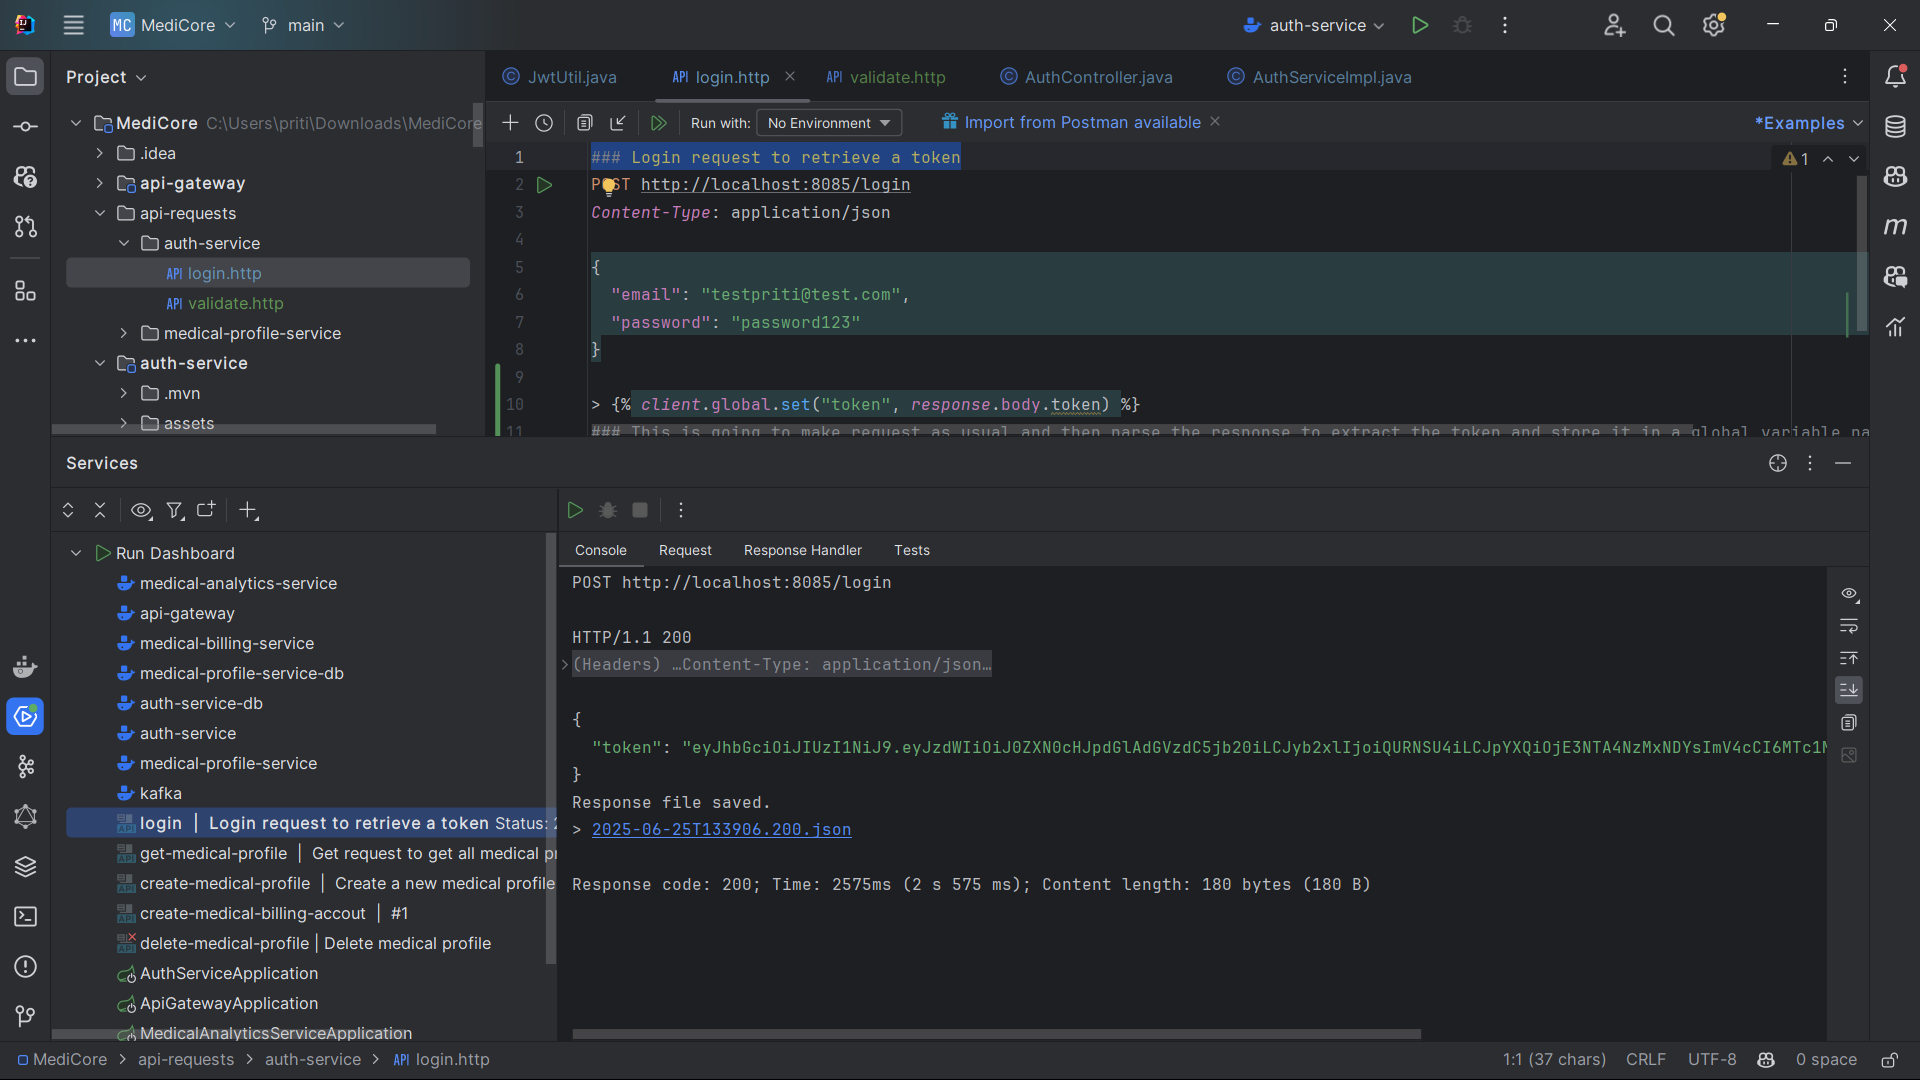 MC MediCore
main
auth-service
Project
JwtUtil.java
API login.http
API validate.http
AuthController.java
AuthServiceImpl.java
MediCore C:\Users\priti\Downloads\MediCore
.idea
api-gateway
api-requests
auth-service
API login.http
API validate.http
medical-profile-service
auth-service
.mvn
assets
Run with: No Environment
Import from Postman available
*Examples
1 ### Login request to retrieve a token
1
2 POST http://localhost:8085/login
3 Content-Type: application/json
4
5 {
6 "email": "testpriti@test.com",
7 "password": "password123"
8 }
9
10 > {% client.global.set("token", response.body.token) %}
11 ### This is going to make request as usual and then parse the response to extract the token and store it in a global variable na
Services
Run Dashboard
medical-analytics-service
api-gateway
medical-billing-service
medical-profile-service-db
auth-service-db
auth-service
medical-profile-service
kafka
API login | Login request to retrieve a token Status: 2
API get-medical-profile | Get request to get all medical pr
API create-medical-profile | Create a new medical profile
API create-medical-billing-accout | #1
API delete-medical-profile | Delete medical profile
AuthServiceApplication
ApiGatewayApplication
MedicalAnalyticsServiceApplication
Console Request Response Handler Tests
POST http://localhost:8085/login
HTTP/1.1 200
(Headers) …Content-Type: application/json…
{
"token": "eyJhbGciOiJIUzI1NiJ9.eyJzdWIiOiJ0ZXN0cHJpdGlAdGVzdC5jb20iLCJyb2xlIjoiQURNSU4iLCJpYXQiOjE3NTA4NzMxNDYsImV4cCI6MTc1M
}
Response file saved.
> 2025-06-25T133906.200.json
Response code: 200; Time: 2575ms (2 s 575 ms); Content length: 180 bytes (180 B)
MediCore > api-requests > auth-service > API login.http
1:1 (37 chars) CRLF UTF-8 0 space